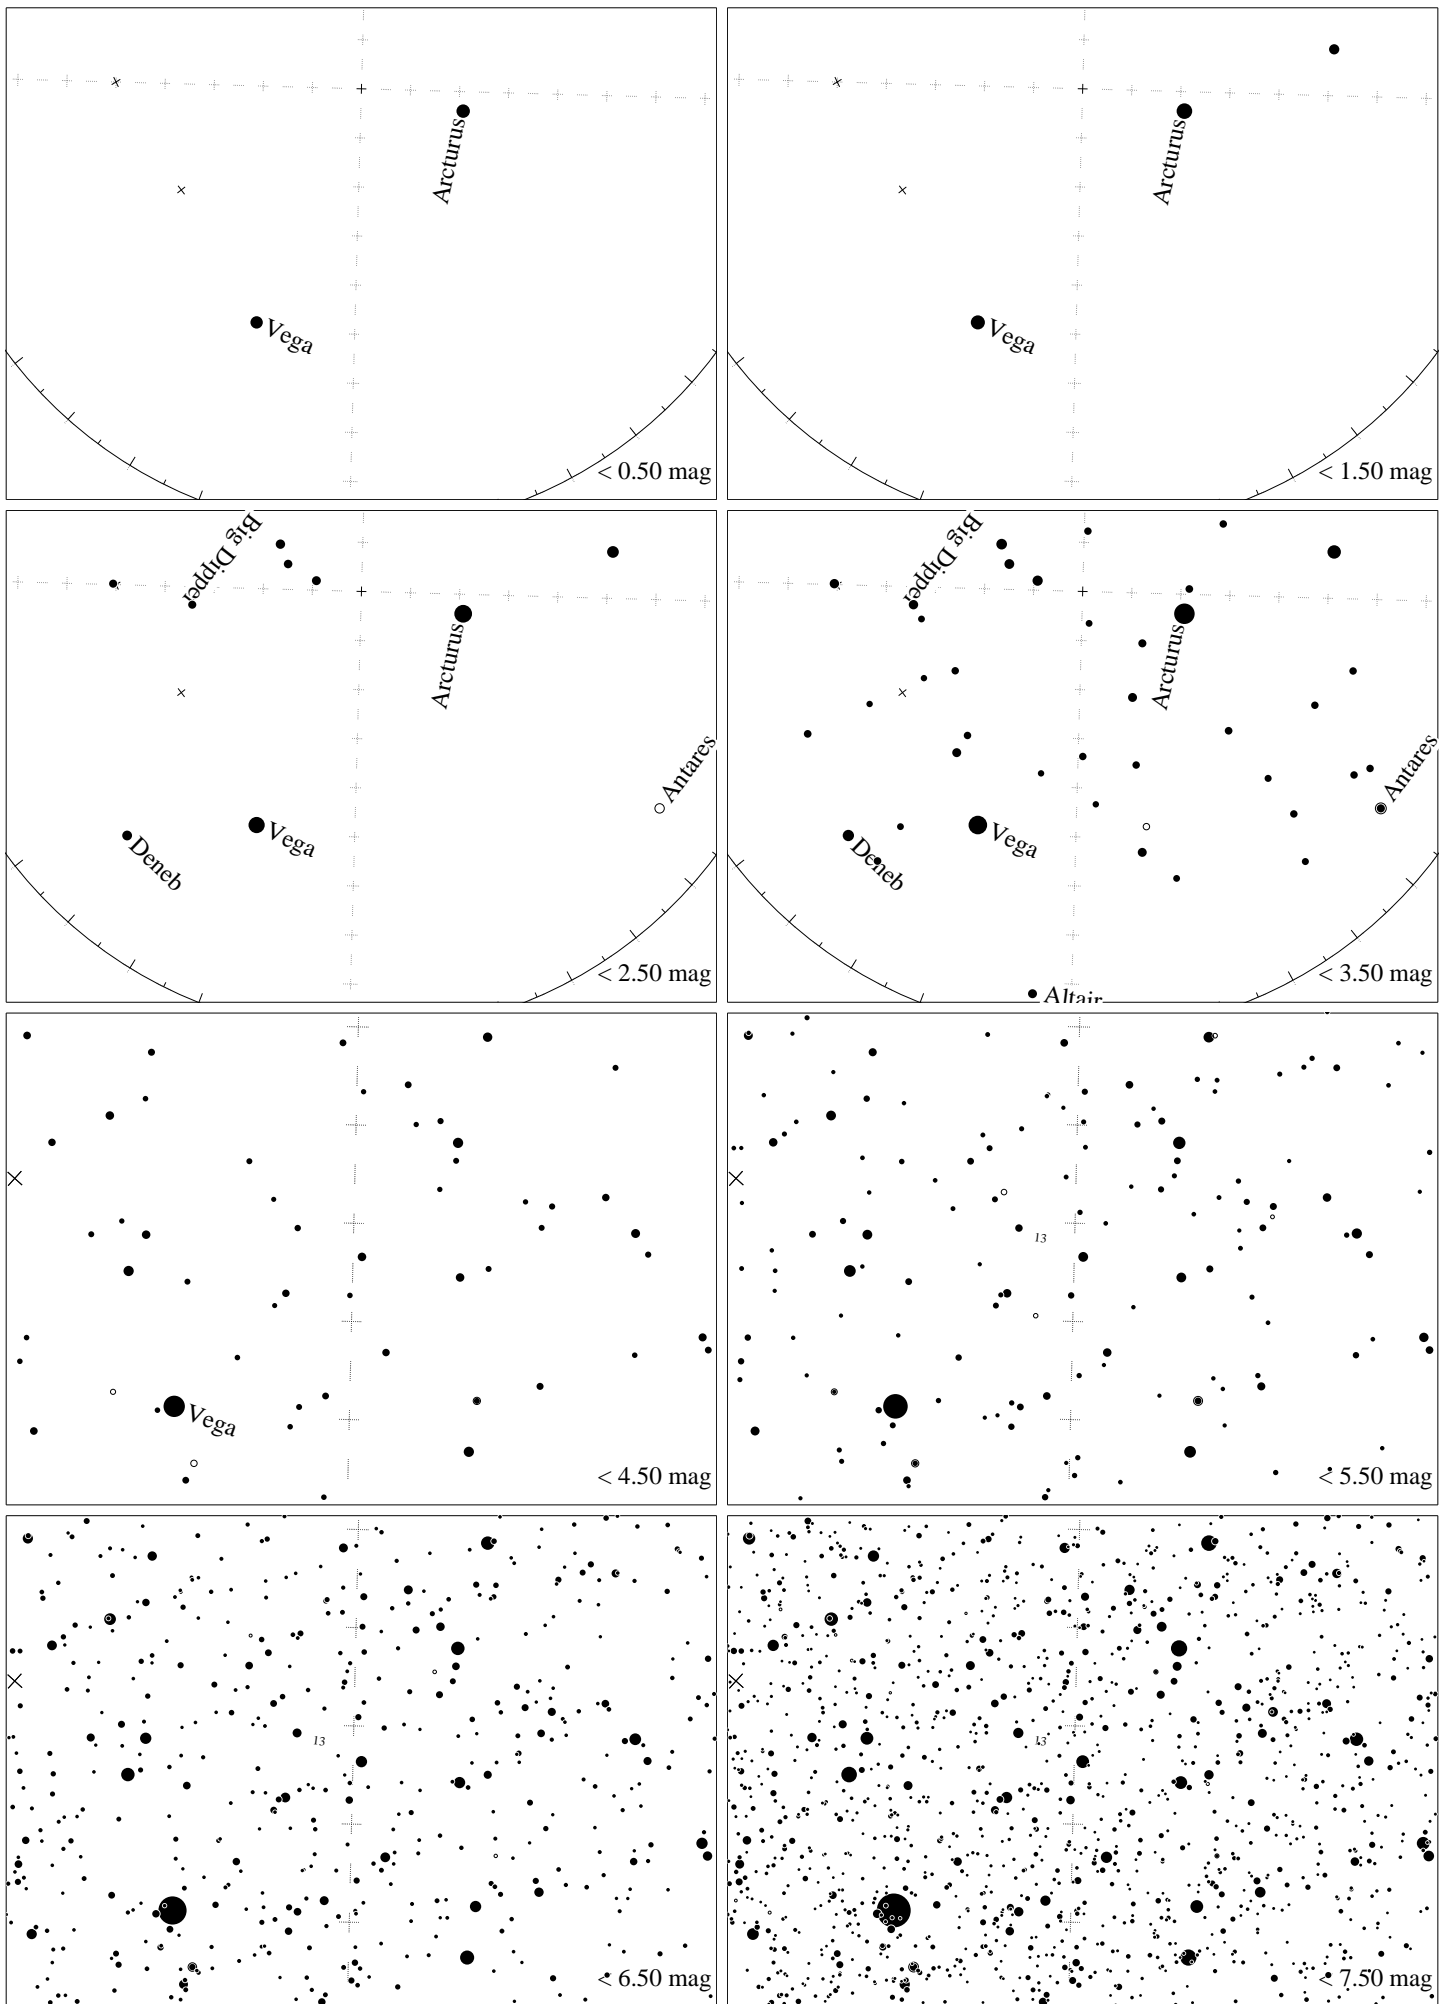 Arcturus
Vega
< 0.50 mag
Arcturus
Vega
< 1.50 mag
Big Dipper
Arcturus
Antares
Vega
Deneb
< 2.50 mag
Big Dipper
Arcturus
Antares
Vega
Deneb
< 3.50 mag
Altair
Vega
< 4.50 mag
13
< 5.50 mag
13
< 6.50 mag
13
< 7.50 mag